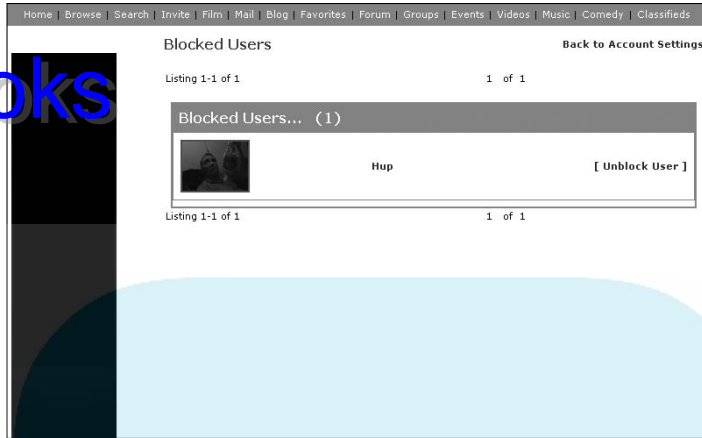 Home | Browse | Search | Invite | Film | Mail | Blog | Favorites | Forum | Groups | Events | Videos | Music | Comedy | Classifieds
Blocked Users
Back to Account Settings
oks
Listing 1-1 of 1
1 of 1
Blocked Users... (1)
Hup
[ Unblock User ]
Listing 1-1 of 1
1 of 1